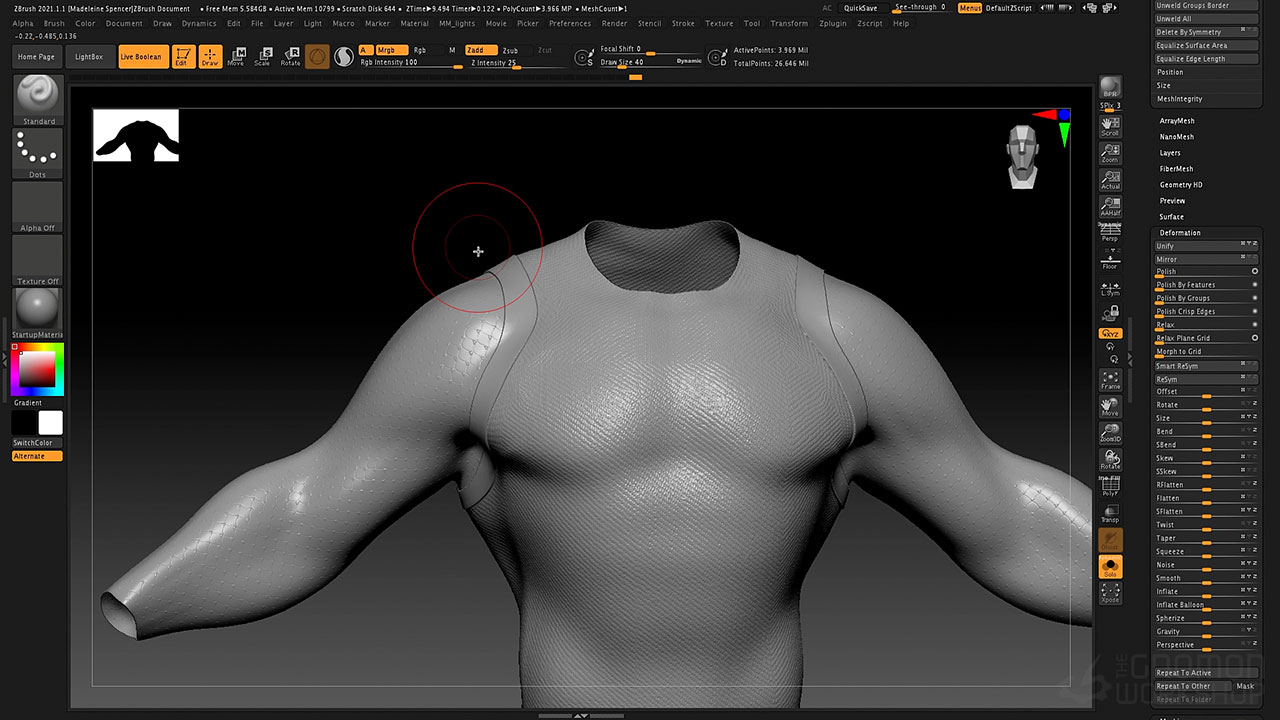 ZBrush 2021.1.1 [Madeleine Spencer]ZBrush Document • Free Mem 5.584GB • Active Mem 10799 • Scratch Disk 644 • ZTime▶9.494 Timer▶0.122 • PolyCount▶3.966 MP • MeshCount▶1 AC QuickSave See-through 0 Menus DefaultZScript
Alpha Brush Color Document Draw Dynamics Edit File Layer Light Macro Marker Material MM_lights Movie Picker Preferences Render Stencil Stroke Texture Tool Transform Zplugin Zscript Help
-0.22,-0.485,0.136
Home Page LightBox Live Boolean Edit Draw Move Scale Rotate
A Mrgb Rgb M Zadd Zsub Zcut
Rgb Intensity 100 Z Intensity 25
Focal Shift 0
Draw Size 40 Dynamic
ActivePoints: 3.969 Mil
TotalPoints: 26.646 Mil
Standard
Dots
Alpha Off
Texture Off
StartupMateri
Gradient
SwitchColor
Alternate
BPR
SPix 3
Scroll
Zoom
Actual
AAHalf
Dynamic
Persp
Floor
L.Sym
XYZ
Frame
Move
Zoom3D
Rotate
Line Fill
PolyF
Transp
Ghost
Solo
Xpose
Unweld Groups Border
Unweld All
Delete By Symmetry
Equalize Surface Area
Equalize Edge Length
Position
Size
MeshIntegrity
ArrayMesh
NanoMesh
Layers
FiberMesh
Geometry HD
Preview
Surface
Deformation
Unify
Mirror
Polish
Polish By Features
Polish By Groups
Polish Crisp Edges
Relax
Relax Plane Grid
Morph to Grid
Smart ReSym
ReSym
Offset
Rotate
Size
Bend
SBend
Skew
SSkew
RFlatten
Flatten
SFlatten
Twist
Taper
Squeeze
Noise
Smooth
Inflate
Inflate Balloon
Spherize
Gravity
Perspective
Repeat To Active
Repeat To Other Mask
Repeat To Folder
THE GNOMON WORKSHOP